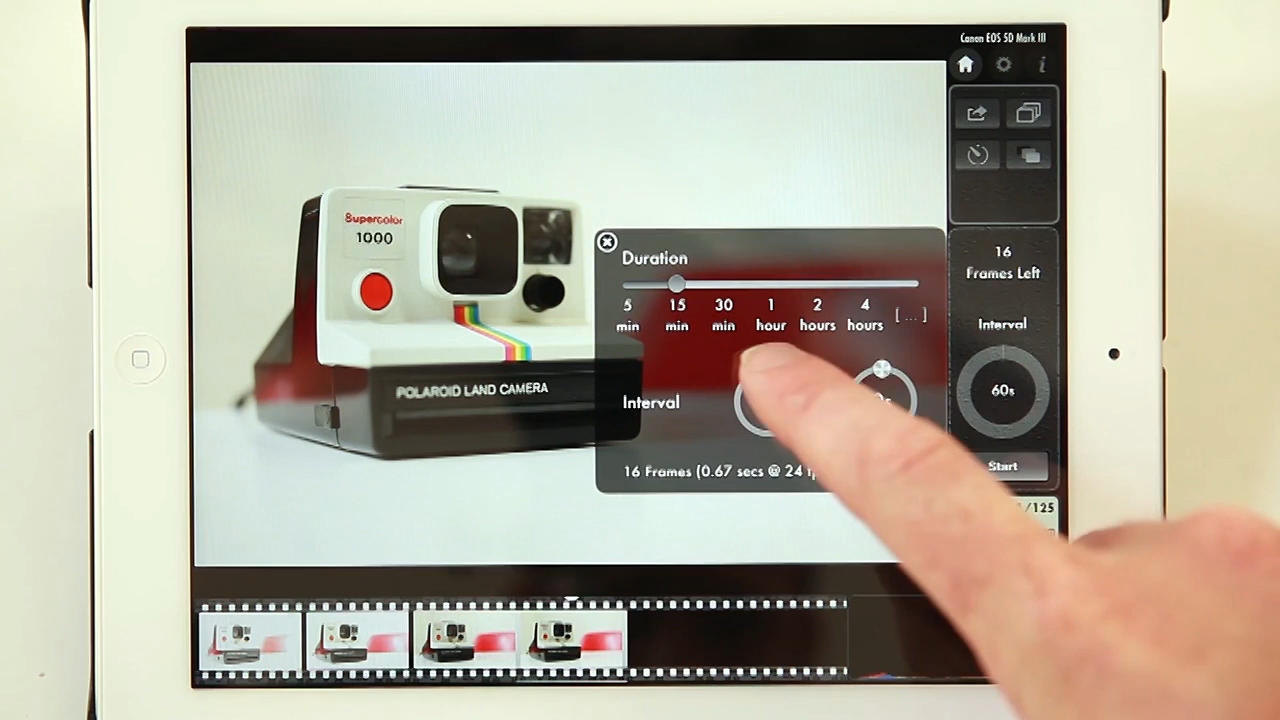 Canon EOS 5D Mark III
i
Supercolor
1000
POLAROID LAND CAMERA
Duration
5 min
15 min
30 min
1 hour
2 hours
4 hours
[ ... ]
Interval
16 Frames (0.67 secs @ 24
16
Frames Left
Interval
60s
Start
/125